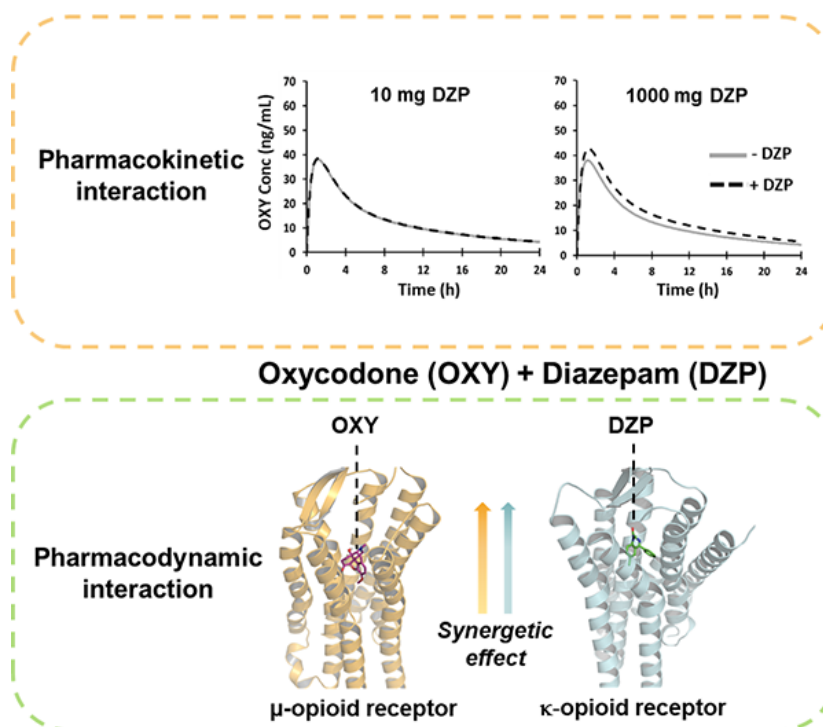 Pharmacokinetic
interaction
10 mg DZP
OXY Conc (ng/mL)
70
60
50
40
30
20
10
0
0 4 8 12 16 20 24
Time (h)
1000 mg DZP
70
60
50
40
30
20
10
0
- DZP
+ DZP
0 4 8 12 16 20 24
Time (h)
Oxycodone (OXY) + Diazepam (DZP)
Pharmacodynamic
interaction
OXY
DZP
Synergetic
effect
μ-opioid receptor
κ-opioid receptor